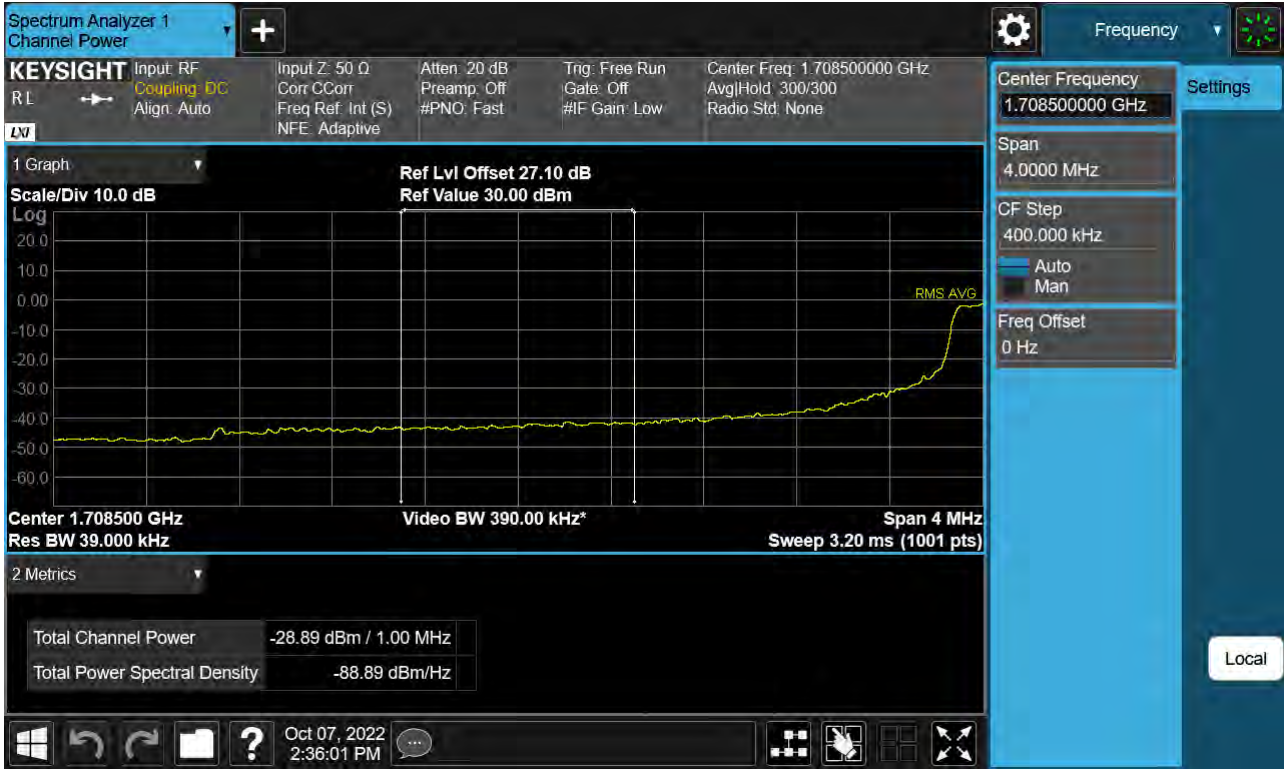 Spectrum Analyzer 1
Channel Power
+
Frequency
KEYSIGHT
RL
LXI
Input: RF
Coupling: DC
Align: Auto
Input Z: 50 Ω
Corr CCorr
Freq Ref: Int (S)
NFE: Adaptive
Atten: 20 dB
Preamp: Off
#PNO: Fast
Trig: Free Run
Gate: Off
#IF Gain: Low
Center Freq: 1.708500000 GHz
Avg|Hold: 300/300
Radio Std: None
Center Frequency
1.708500000 GHz
Settings
Span
4.0000 MHz
CF Step
400.000 kHz
Auto
Man
Freq Offset
0 Hz
Local
1 Graph
Scale/Div 10.0 dB
Ref Lvl Offset 27.10 dB
Ref Value 30.00 dBm
Log
20.0
10.0
0.00
-10.0
-20.0
-30.0
-40.0
-50.0
-60.0
RMS AVG
Center 1.708500 GHz
Res BW 39.000 kHz
Video BW 390.00 kHz*
Span 4 MHz
Sweep 3.20 ms (1001 pts)
2 Metrics
Total Channel Power -28.89 dBm / 1.00 MHz
Total Power Spectral Density -88.89 dBm/Hz
?
Oct 07, 2022
2:36:01 PM